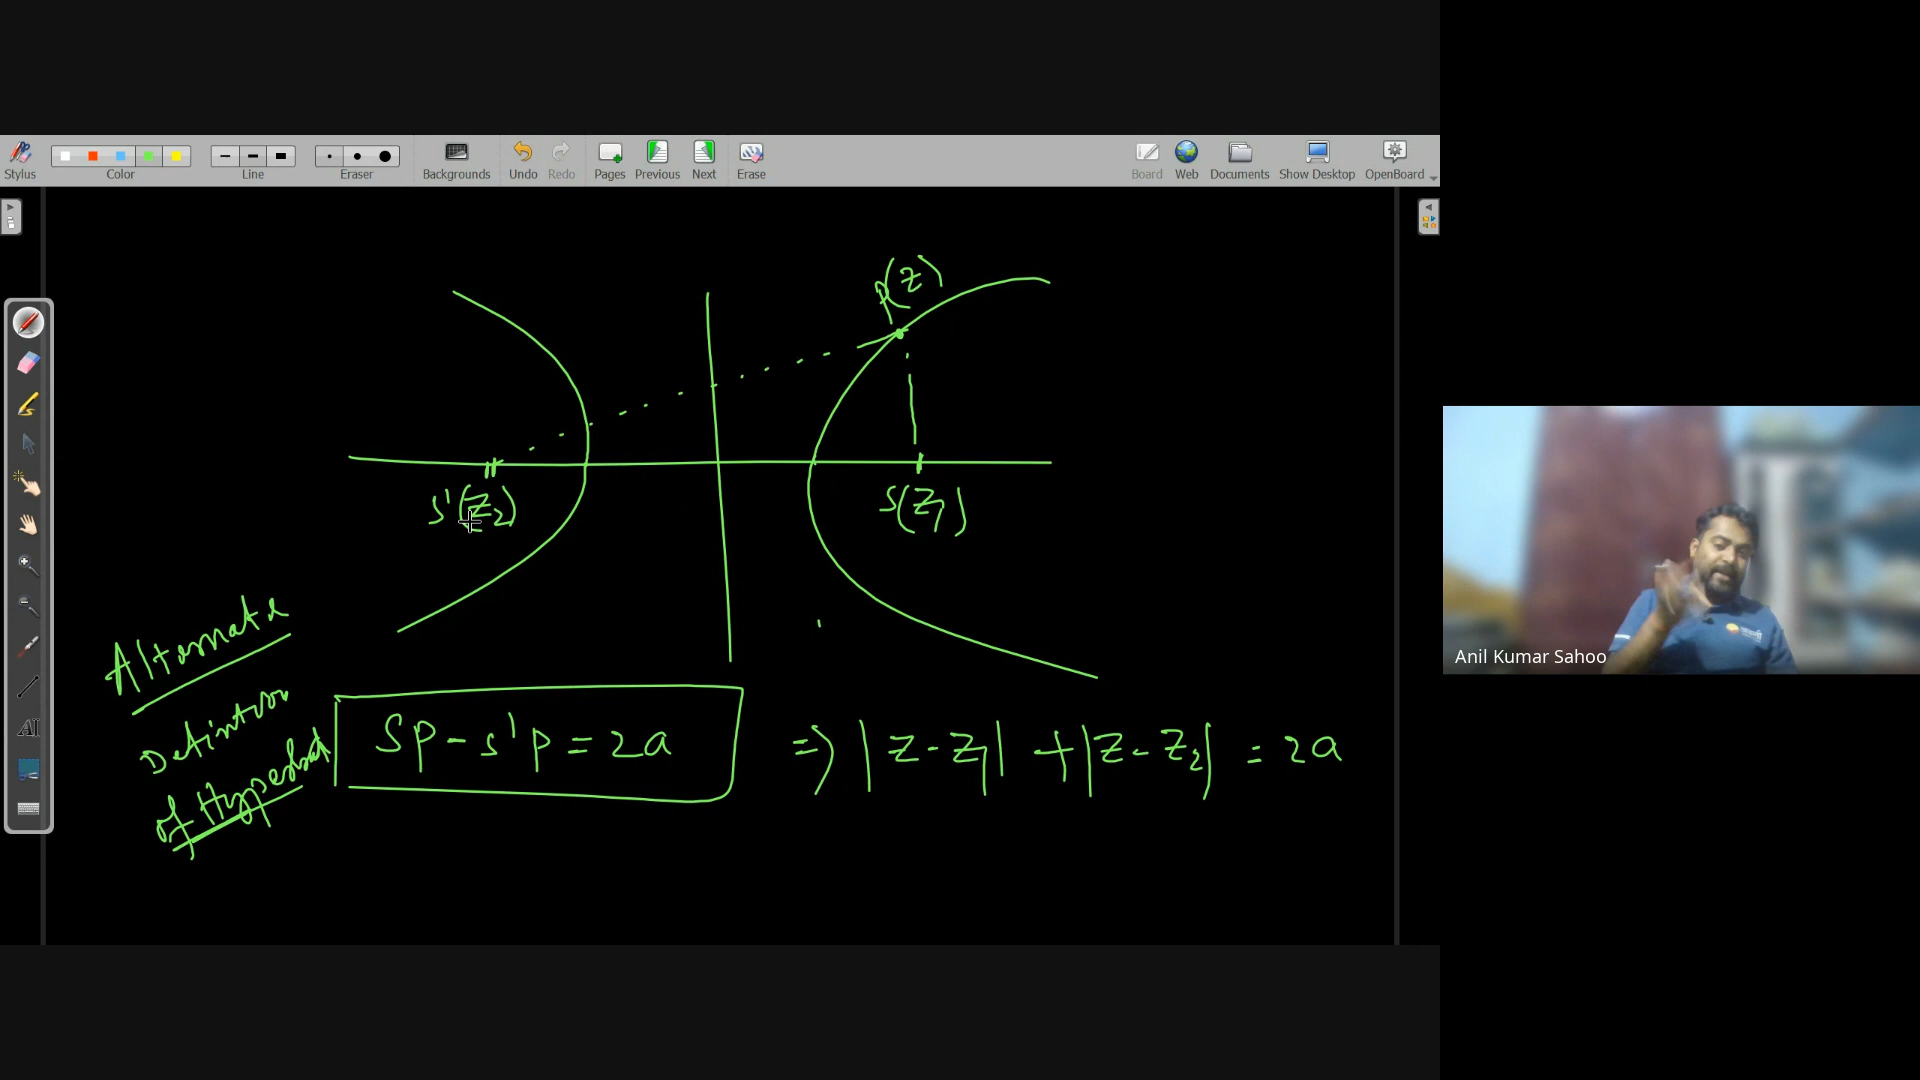 Stylus
Color
Line
Eraser
Backgrounds
Undo
Redo
Pages
Previous
Next
Erase
Board
Web
Documents
Show Desktop
OpenBoard
P(z)
S'(z₂)
S(z₁)
Alternate
Definition
of Hyperbola
SP - S'P = 2a
⇒ |z - z₁| + |z - z₂| = 2a
AI
Anil Kumar Sahoo